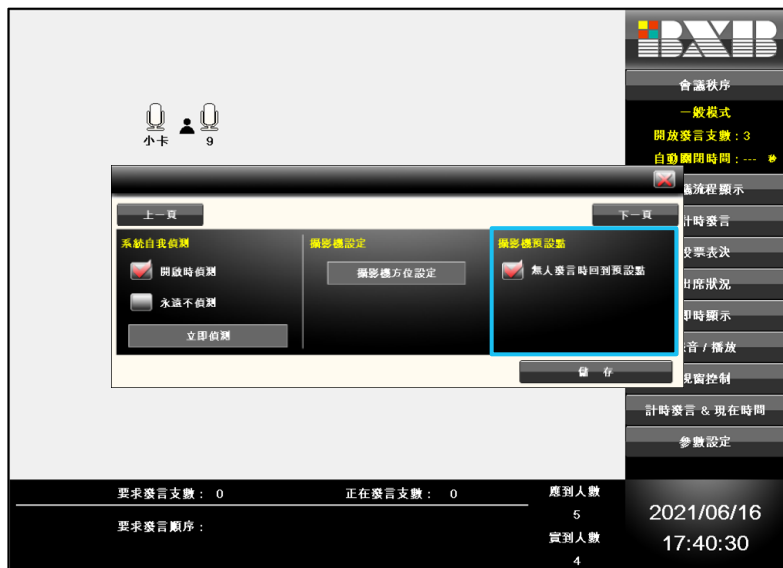 BXB
會議秩序
一般模式
開放發言支數：3
自動關閉時間：--- 秒
議流程顯示
計時發言
投票表決
出席狀況
即時顯示
音 / 播放
視窗控制
計時發言 & 現在時間
參數設定
小卡
9
上一頁
下一頁
系統自我偵測
開啟時偵測
永遠不偵測
立即偵測
攝影機設定
攝影機方位設定
攝影機預設點
無人發言時回到預設點
儲 存
要求發言支數： 0
正在發言支數： 0
要求發言順序：
應到人數
5
實到人數
4
2021/06/16
17:40:30